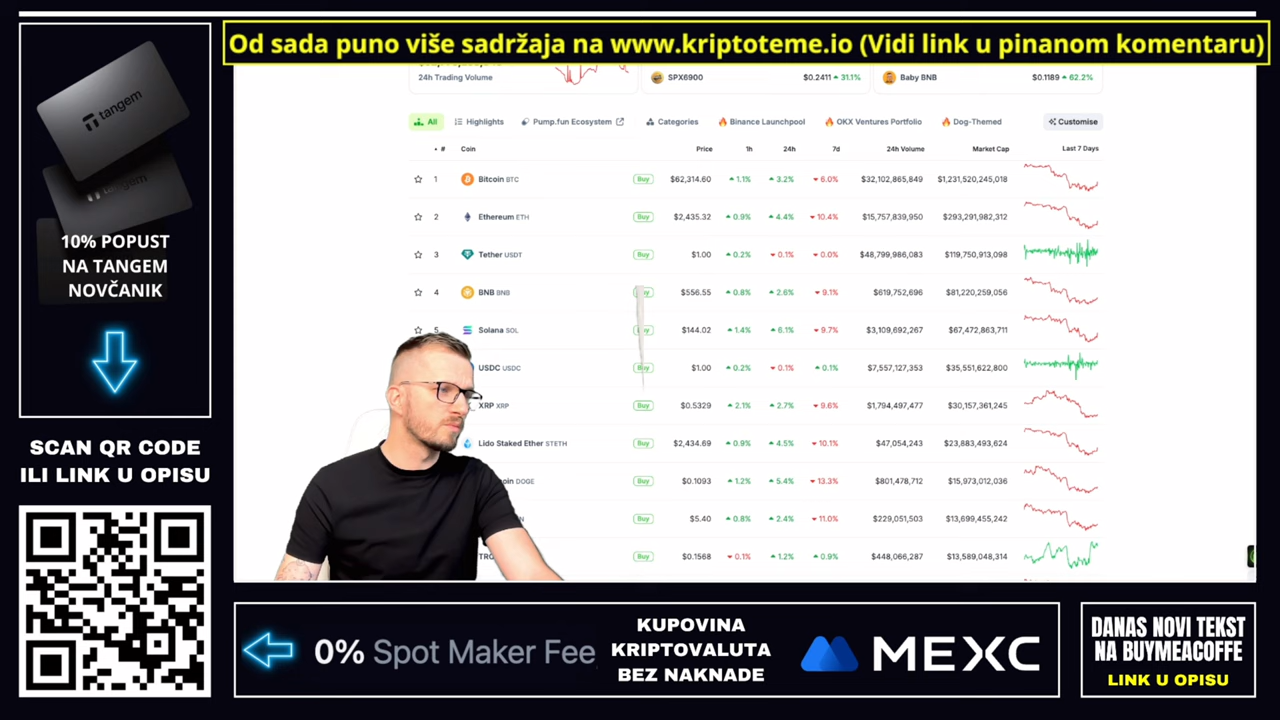 Od sada puno više sadržaja na www.kriptoteme.io (Vidi link u pinanom komentaru)
tangem
tangem
10% POPUST
NA TANGEM
NOVČANIK
SCAN QR CODE
ILI LINK U OPISU
24h Trading Volume
SPX6900 $0.2411 31.1%
Baby BNB $0.1189 62.2%
All Highlights Pump.fun Ecosystem Categories Binance Launchpool OKX Ventures Portfolio Dog-Themed Customise
# Coin Price 1h 24h 7d 24h Volume Market Cap Last 7 Days
1 Bitcoin BTC Buy $62,314.60 1.1% 3.2% 6.0% $32,102,865,849 $1,231,520,245,018
2 Ethereum ETH Buy $2,435.32 0.9% 4.4% 10.4% $15,757,839,950 $293,291,982,312
3 Tether USDT Buy $1.00 0.2% 0.1% 0.0% $48,799,986,083 $119,750,913,098
4 BNB BNB $556.55 0.8% 2.6% 9.1% $619,752,696 $81,220,259,056
5 Solana SOL Buy $144.02 1.4% 6.1% 9.7% $3,109,692,267 $67,472,863,711
USDC USDC Buy $1.00 0.2% 0.1% 0.1% $7,557,127,353 $35,551,622,800
XRP XRP Buy $0.5329 2.1% 2.7% 9.6% $1,794,497,477 $30,157,361,245
Lido Staked Ether STETH Buy $2,434.69 0.9% 4.5% 10.1% $47,054,243 $23,883,493,624
DOGE Buy $0.1093 1.2% 5.4% 13.3% $801,478,712 $15,973,012,036
Buy $5.40 0.8% 2.4% 11.0% $229,051,503 $13,699,455,242
Buy $0.1568 0.1% 1.2% 0.9% $448,066,287 $13,589,048,314
0% Spot Maker Fee
KUPOVINA
KRIPTOVALUTA
BEZ NAKNADE
MEXC
DANAS NOVI TEKST
NA BUYMEACOFFE
LINK U OPISU